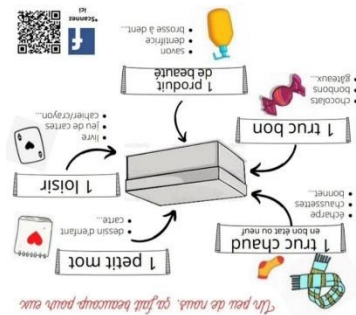 Un peu de nous, ça fait beaucoup pour eux
1 truc chaud
en bon état ou neuf
écharpe
chaussettes
bonnet...
1 petit mot
dessin d'enfant
carte...
1 truc bon
chocolats
bonbons
gâteaux...
1 loisir
livre
jeu de cartes
cahier/crayon...
1 produit
de beauté
savon
dentifrice
brosse à dent...
*Scannez
ici